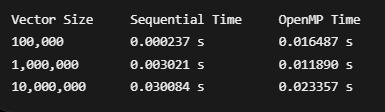 Vector Size Sequential Time OpenMP Time
100,000 0.000237 s 0.016487 s
1,000,000 0.003021 s 0.011890 s
10,000,000 0.030084 s 0.023357 s